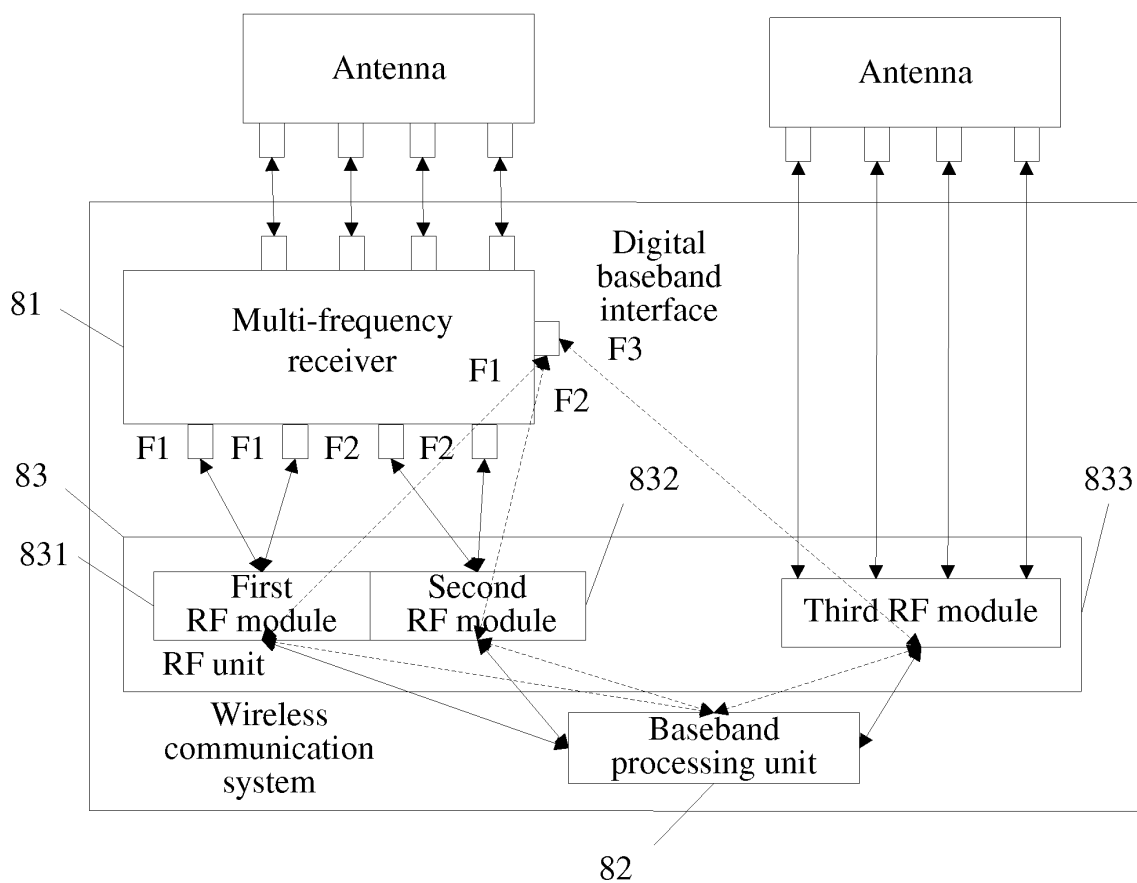 Antenna
Antenna
Digital
baseband
interface
81
Multi-frequency
receiver
F3
F1
F2
F1
F1
F2
F2
83
832
833
831
First
RF module
Second
RF module
Third RF module
RF unit
Wireless
communication
system
Baseband
processing unit
82